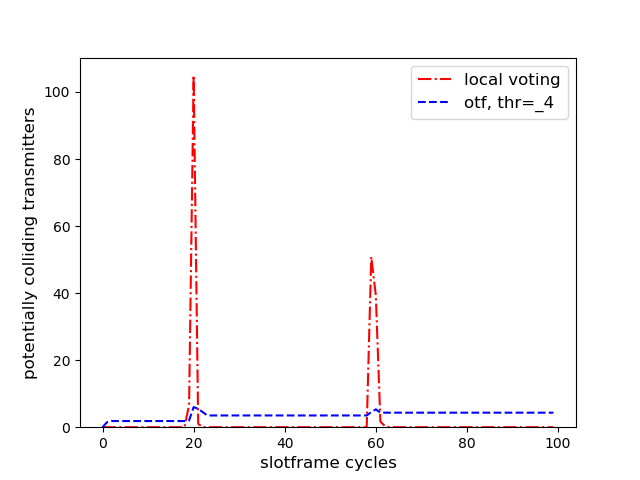 local voting
otf, thr=_4
100
80
60
40
20
0
potentially colliding transmitters
0 20 40 60 80 100
slotframe cycles